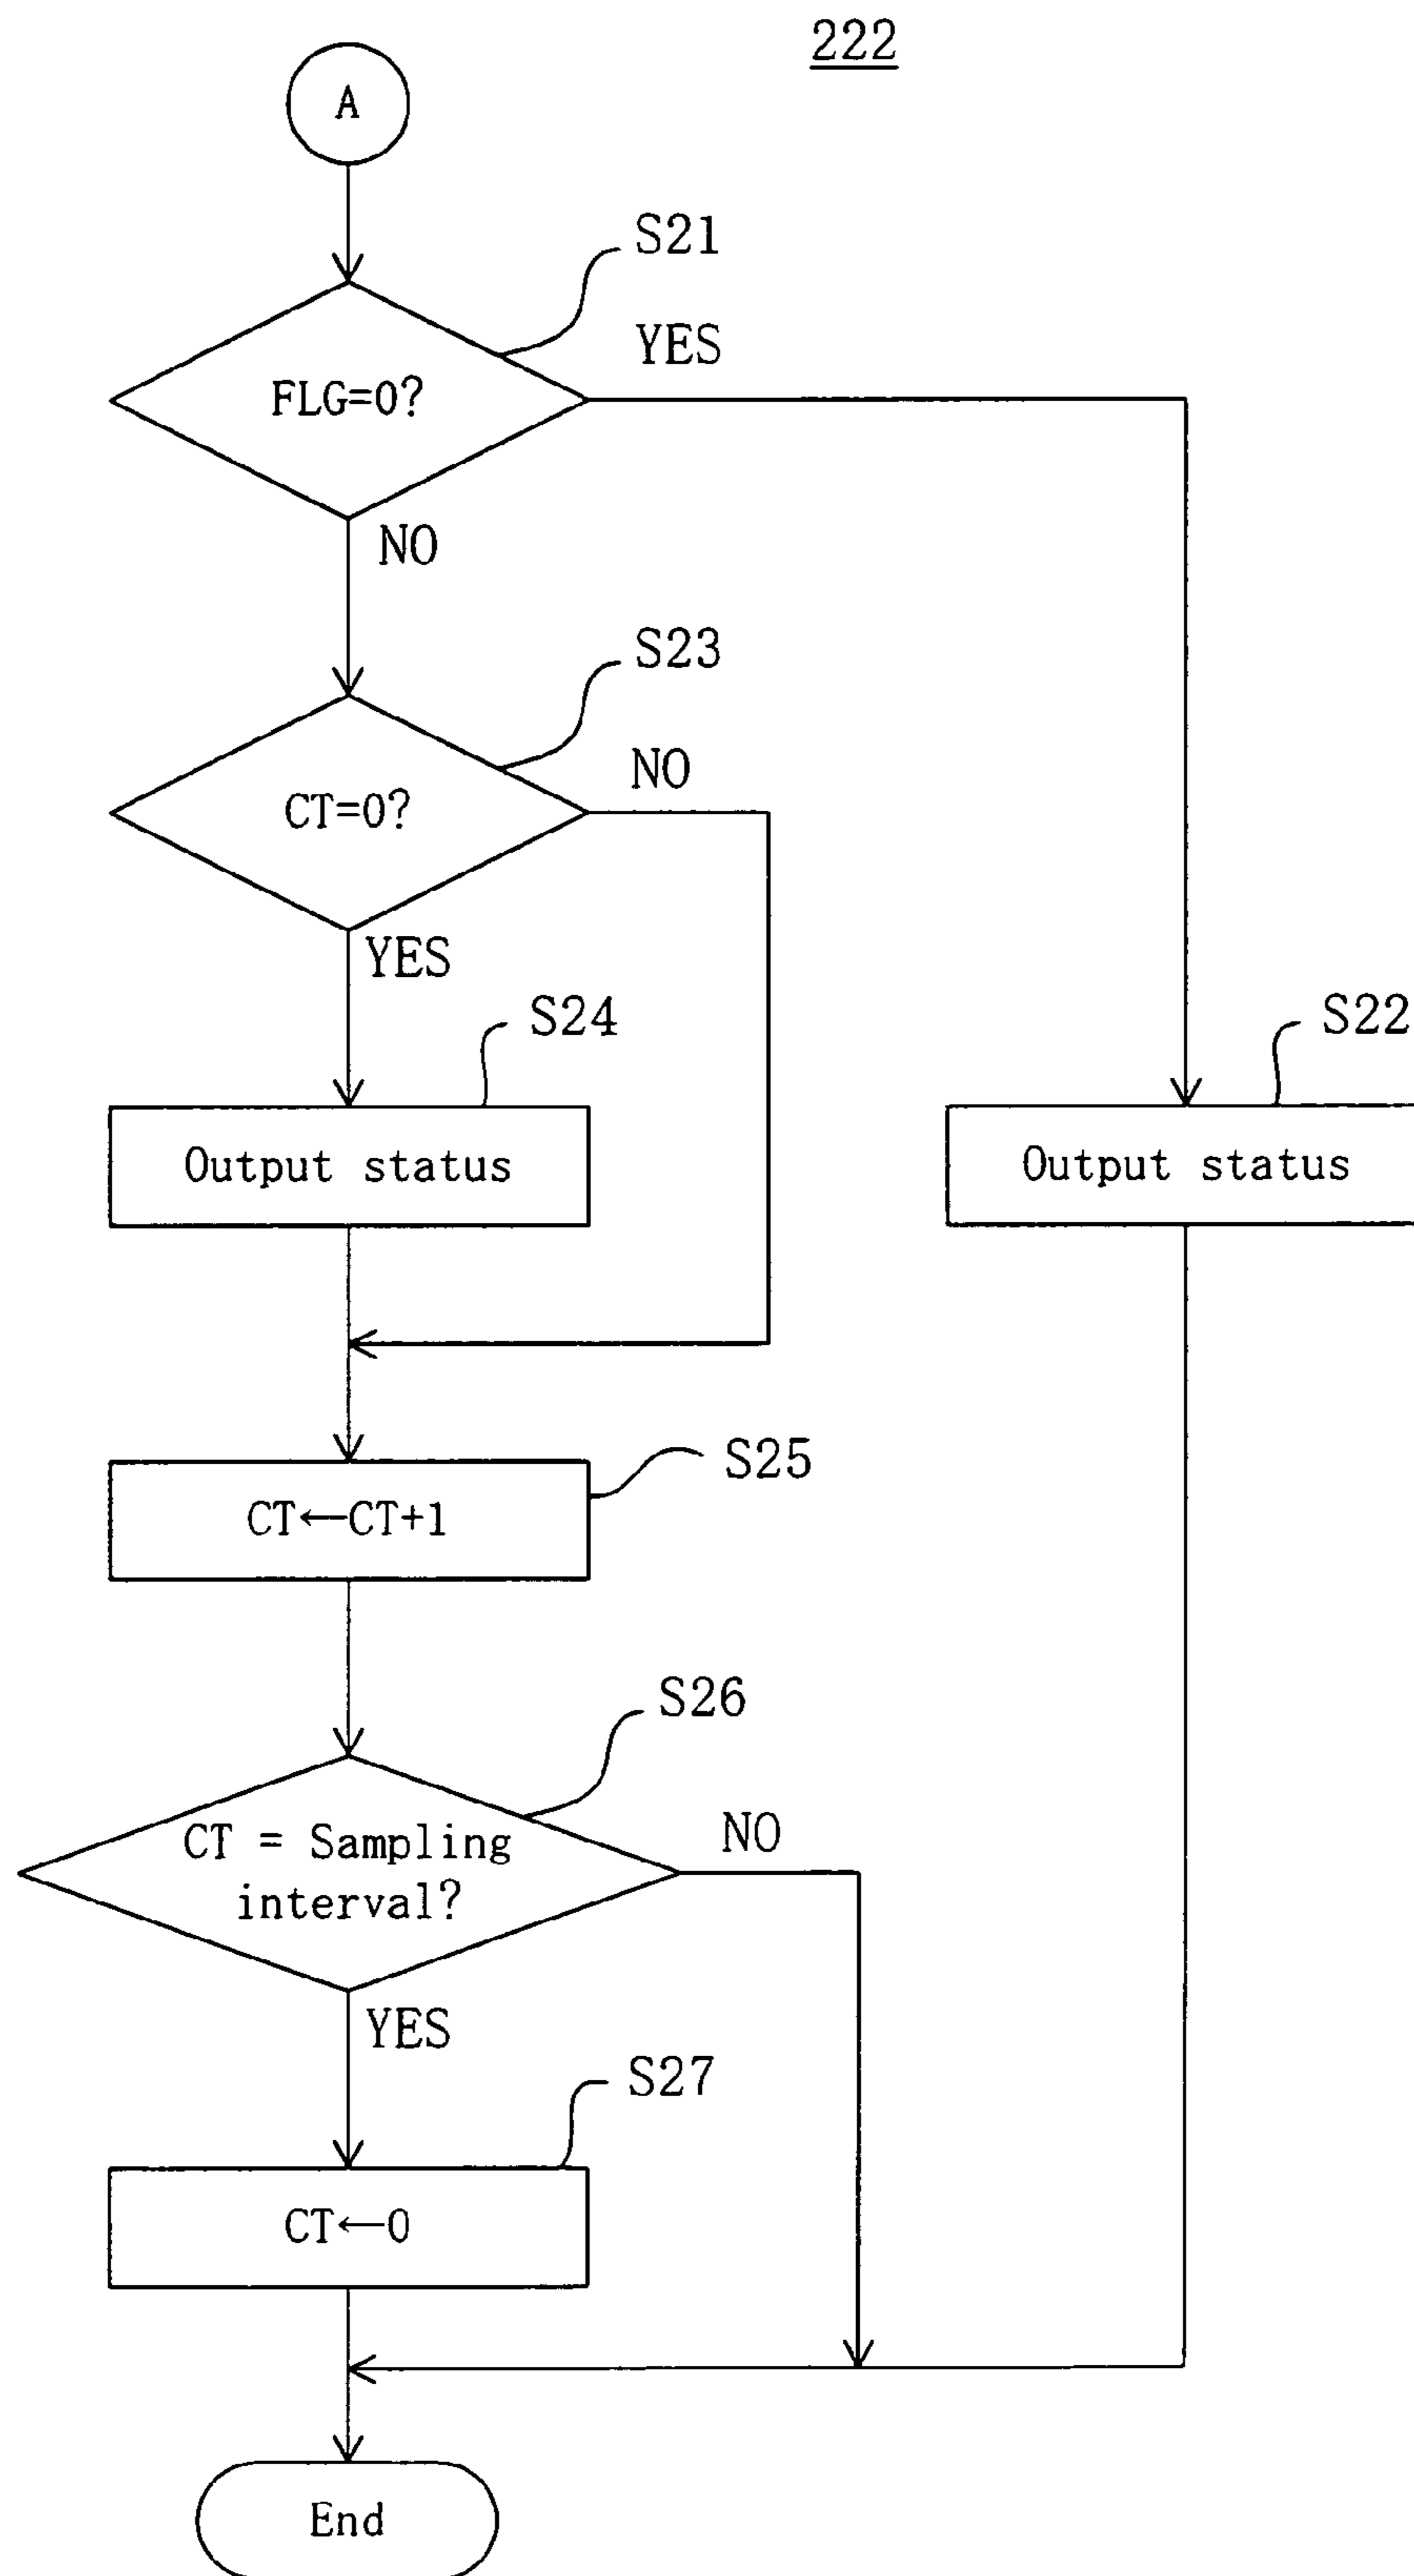 222
A
S21
YES
FLG=0?
NO
S23
NO
CT=0?
YES
S24
S22
Output status
Output status
S25
CT←CT+1
S26
NO
CT = Sampling
interval?
YES
S27
CT←0
End